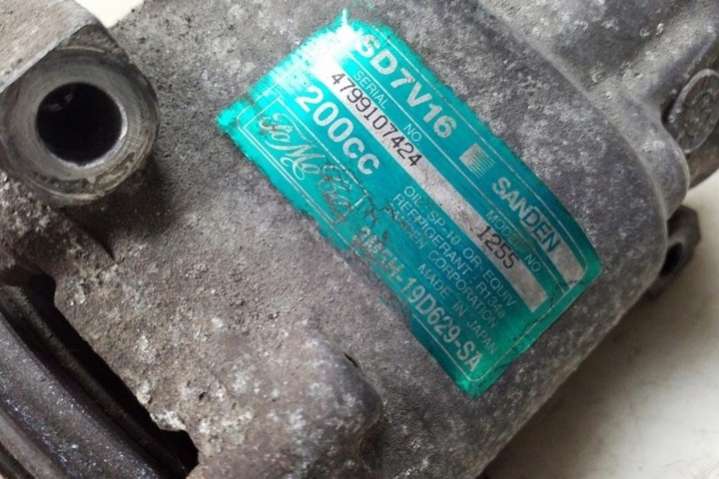 SD7V16 SANDEN
SERIAL NO. MODEL NO.
4799107424 1255
200CC
OIL SP-10 OR EQUIV
REFRIGERANT R134a
SANDEN CORPORATION
MADE IN JAPAN
-19D629-SA